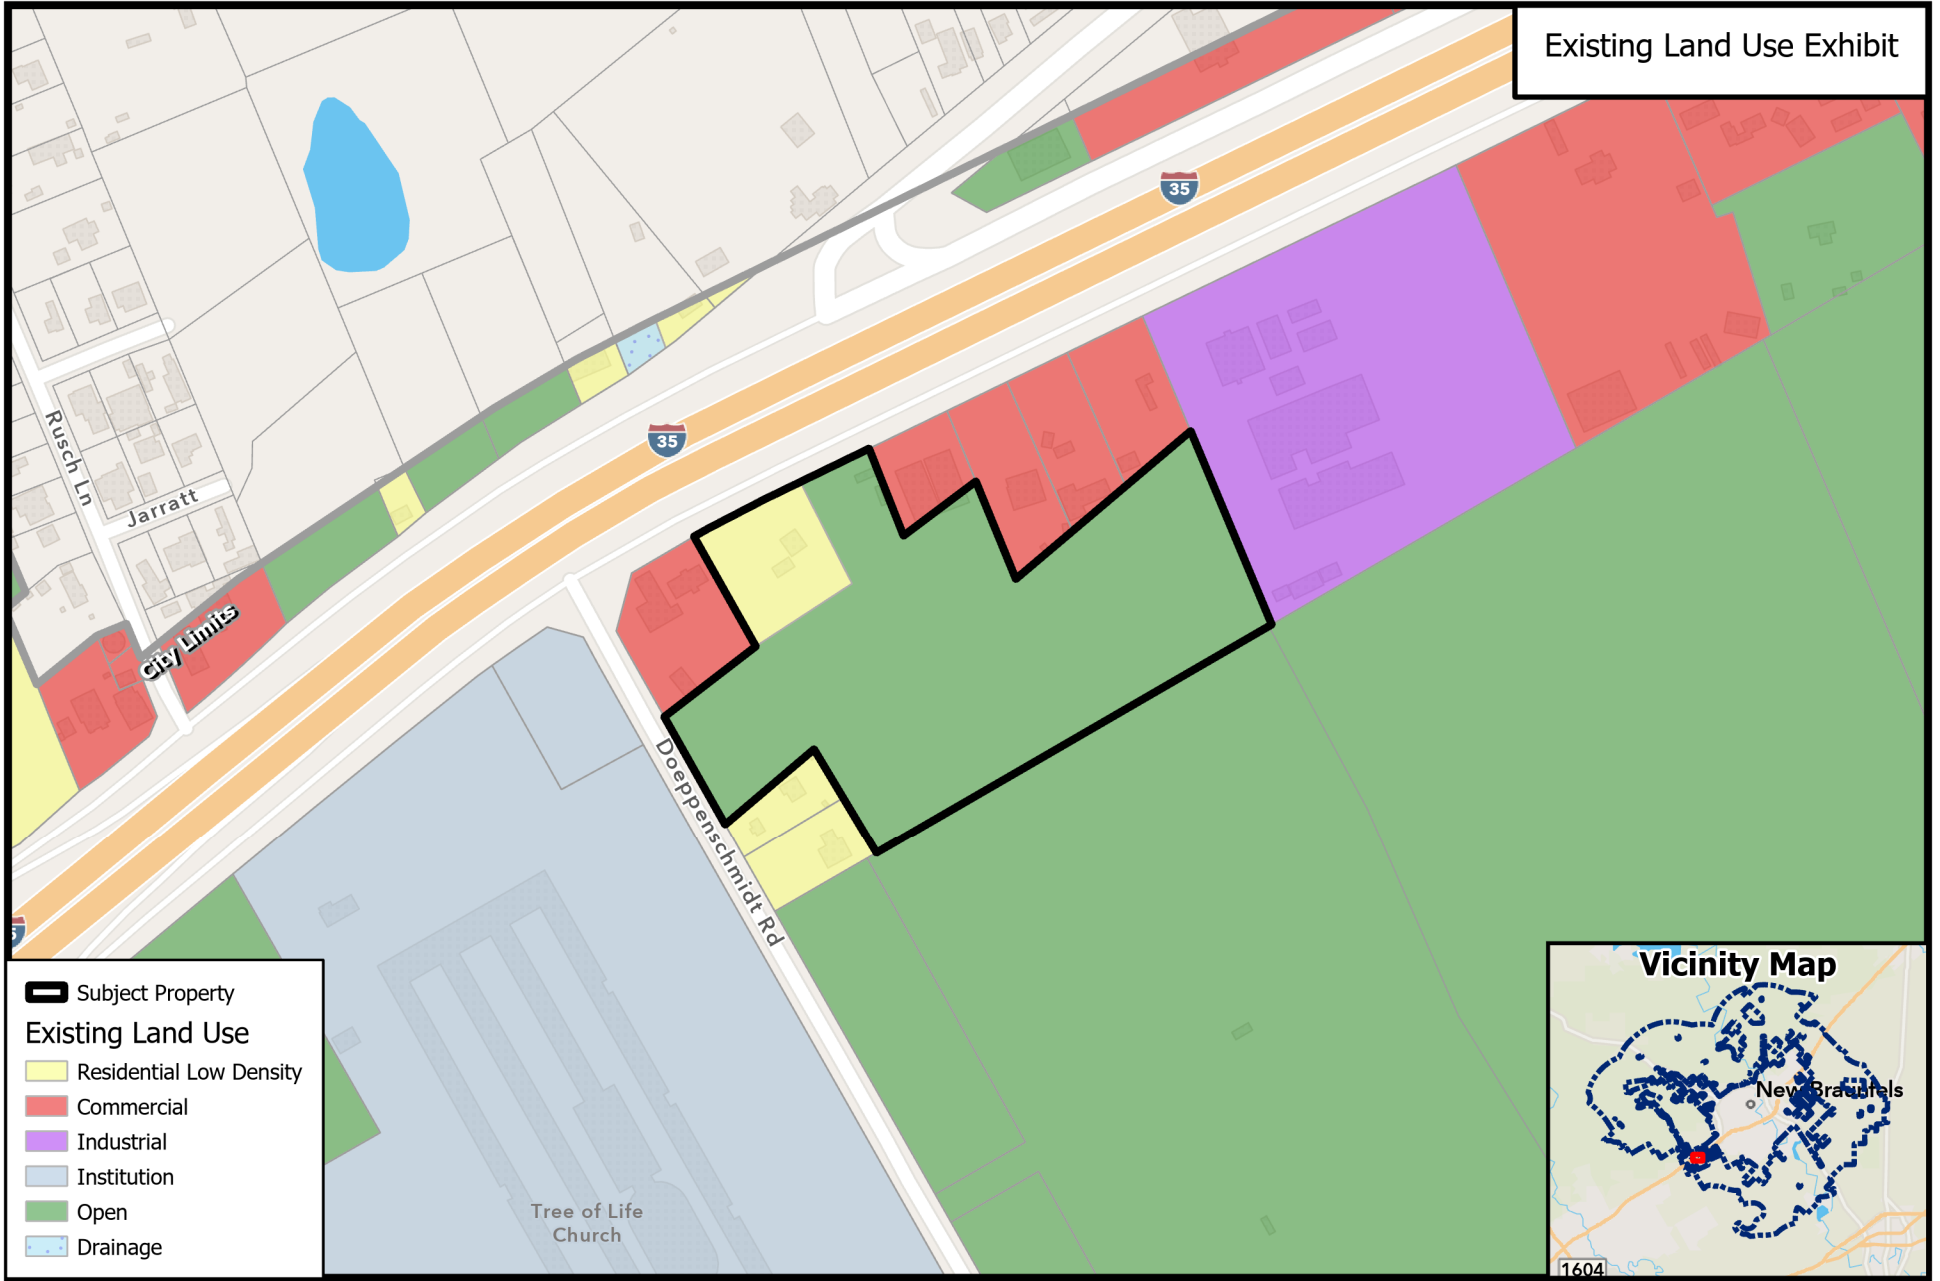 Existing Land Use Exhibit
35
35
Rusch Ln
Jarratt
City Limits
Doeppenschmidt Rd
5
Subject Property
Existing Land Use
Residential Low Density
Commercial
Industrial
Institution
Open
Drainage
Tree of Life
Church
Vicinity Map
New Braunfels
1604